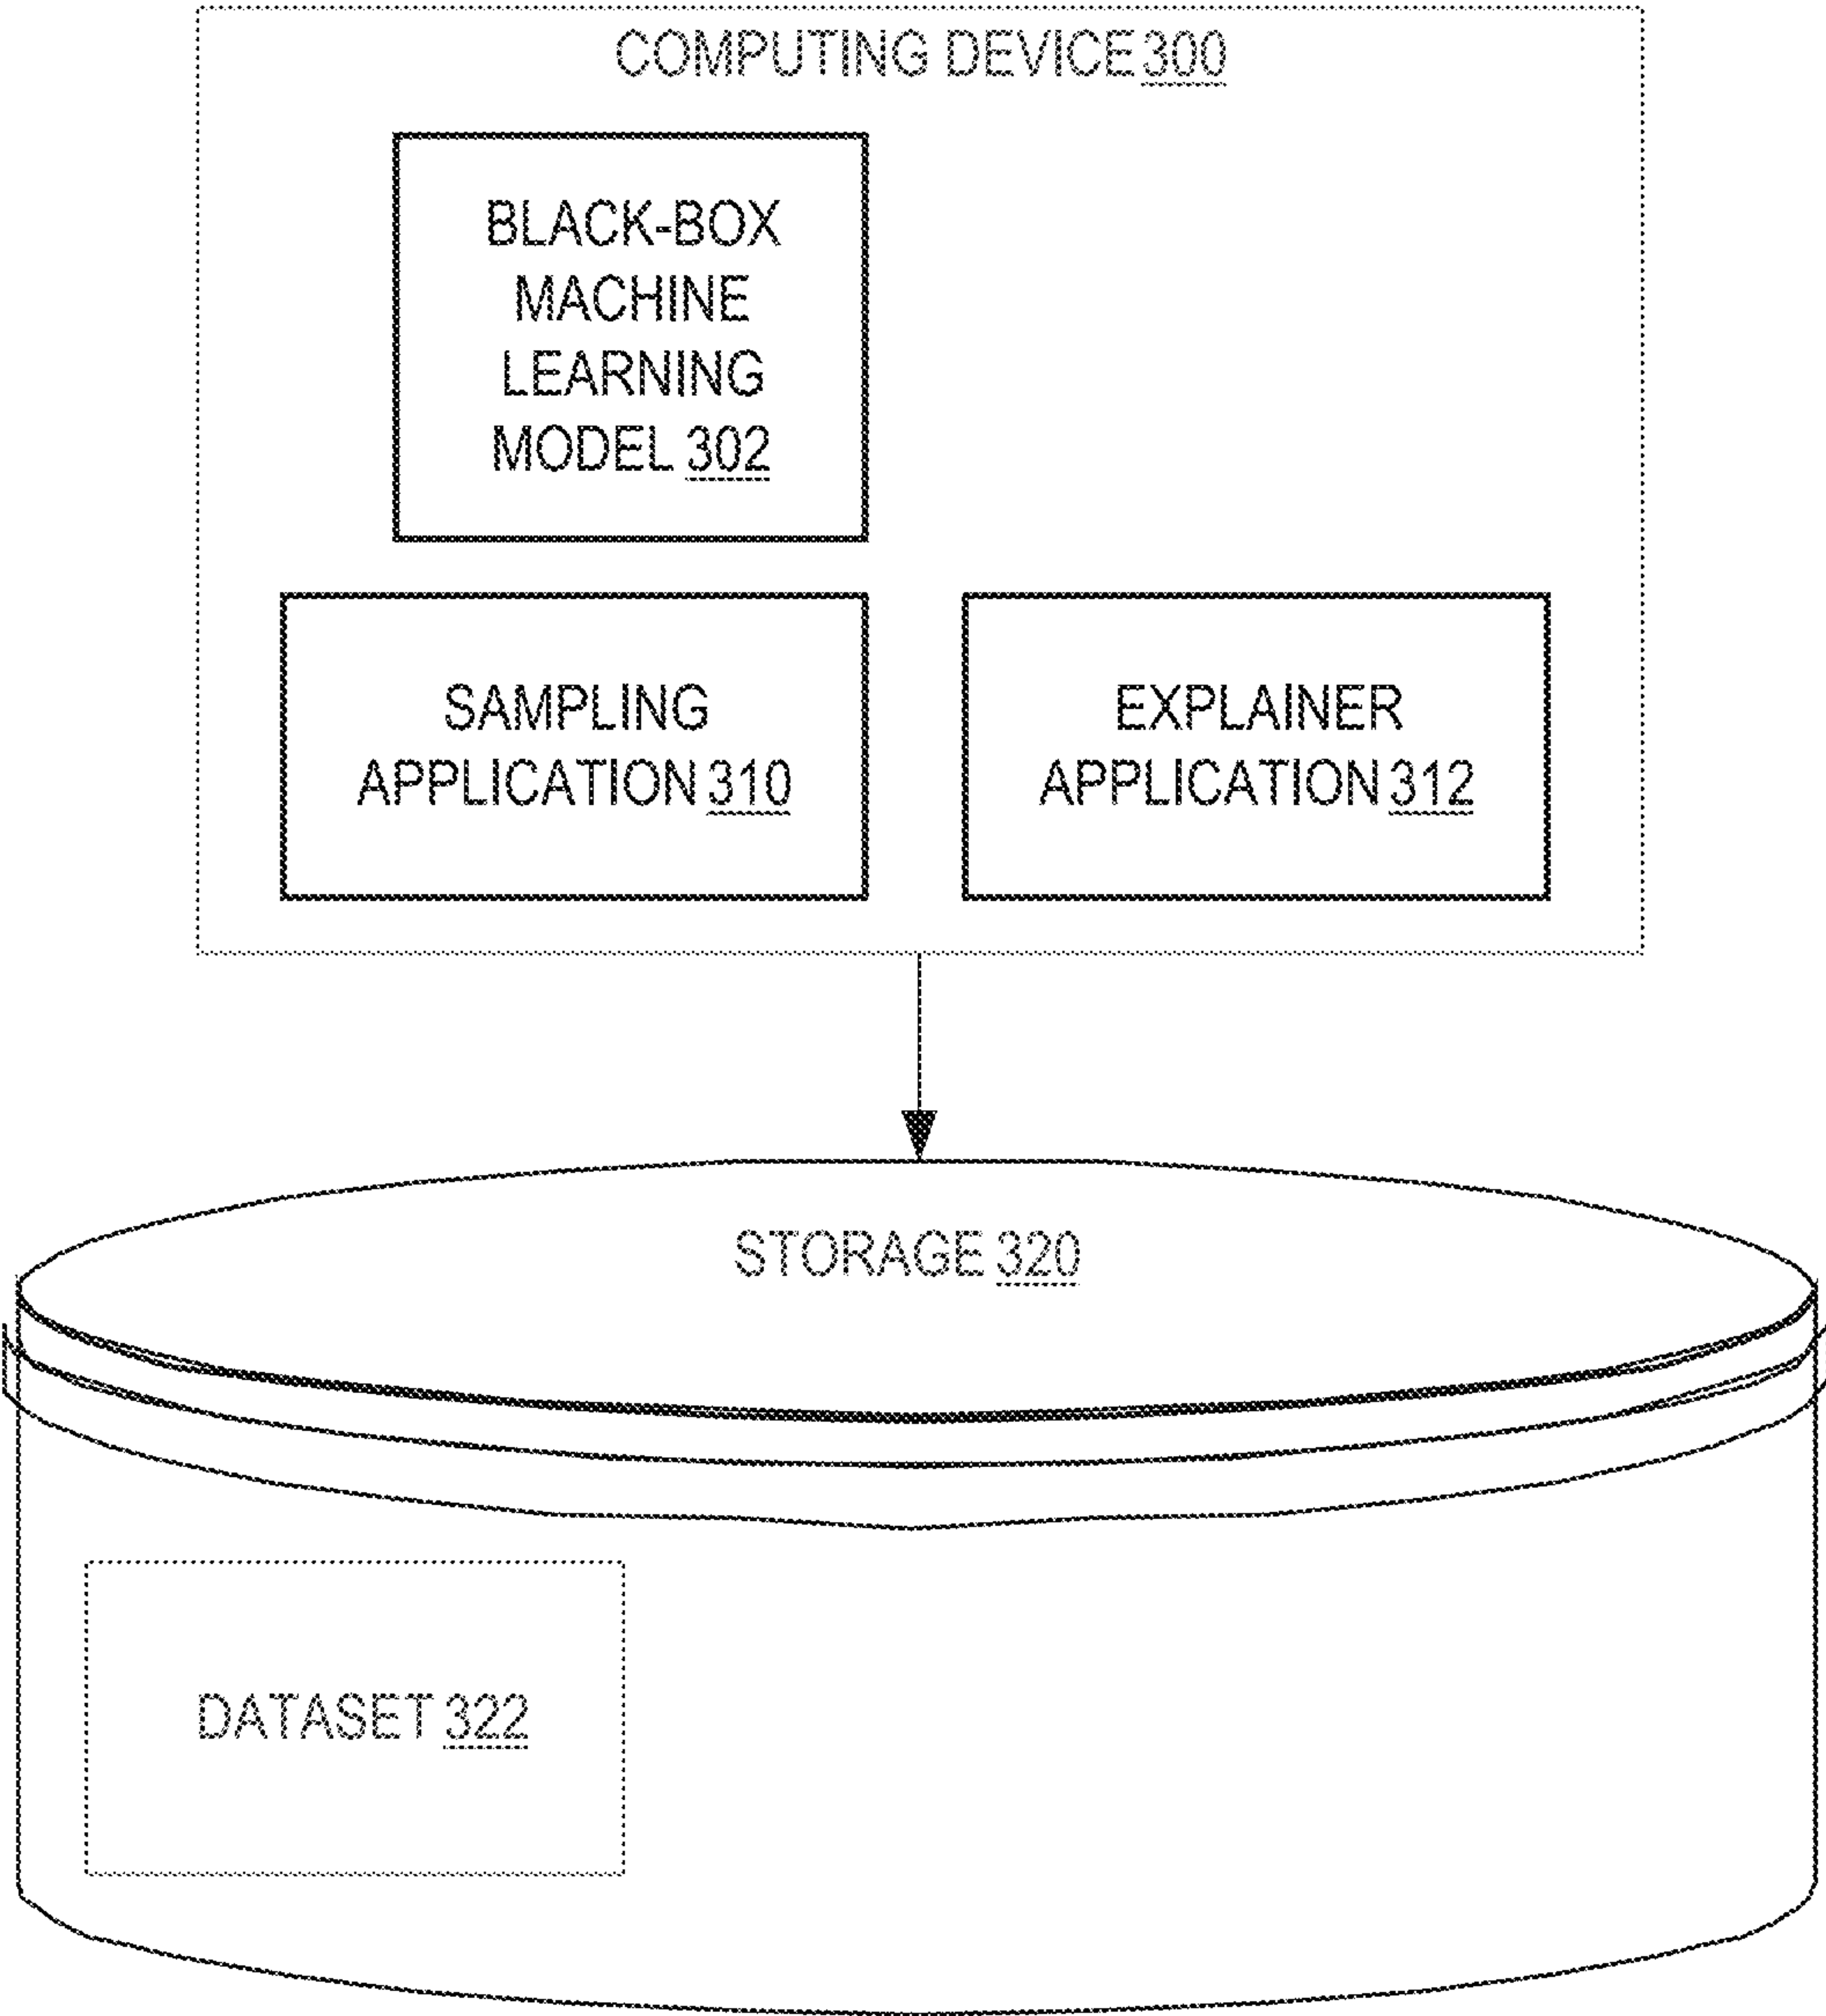 COMPUTING DEVICE 300
BLACK-BOX
MACHINE
LEARNING
MODEL 302
SAMPLING
APPLICATION 310
EXPLAINER
APPLICATION 312
STORAGE 320
DATASET 322